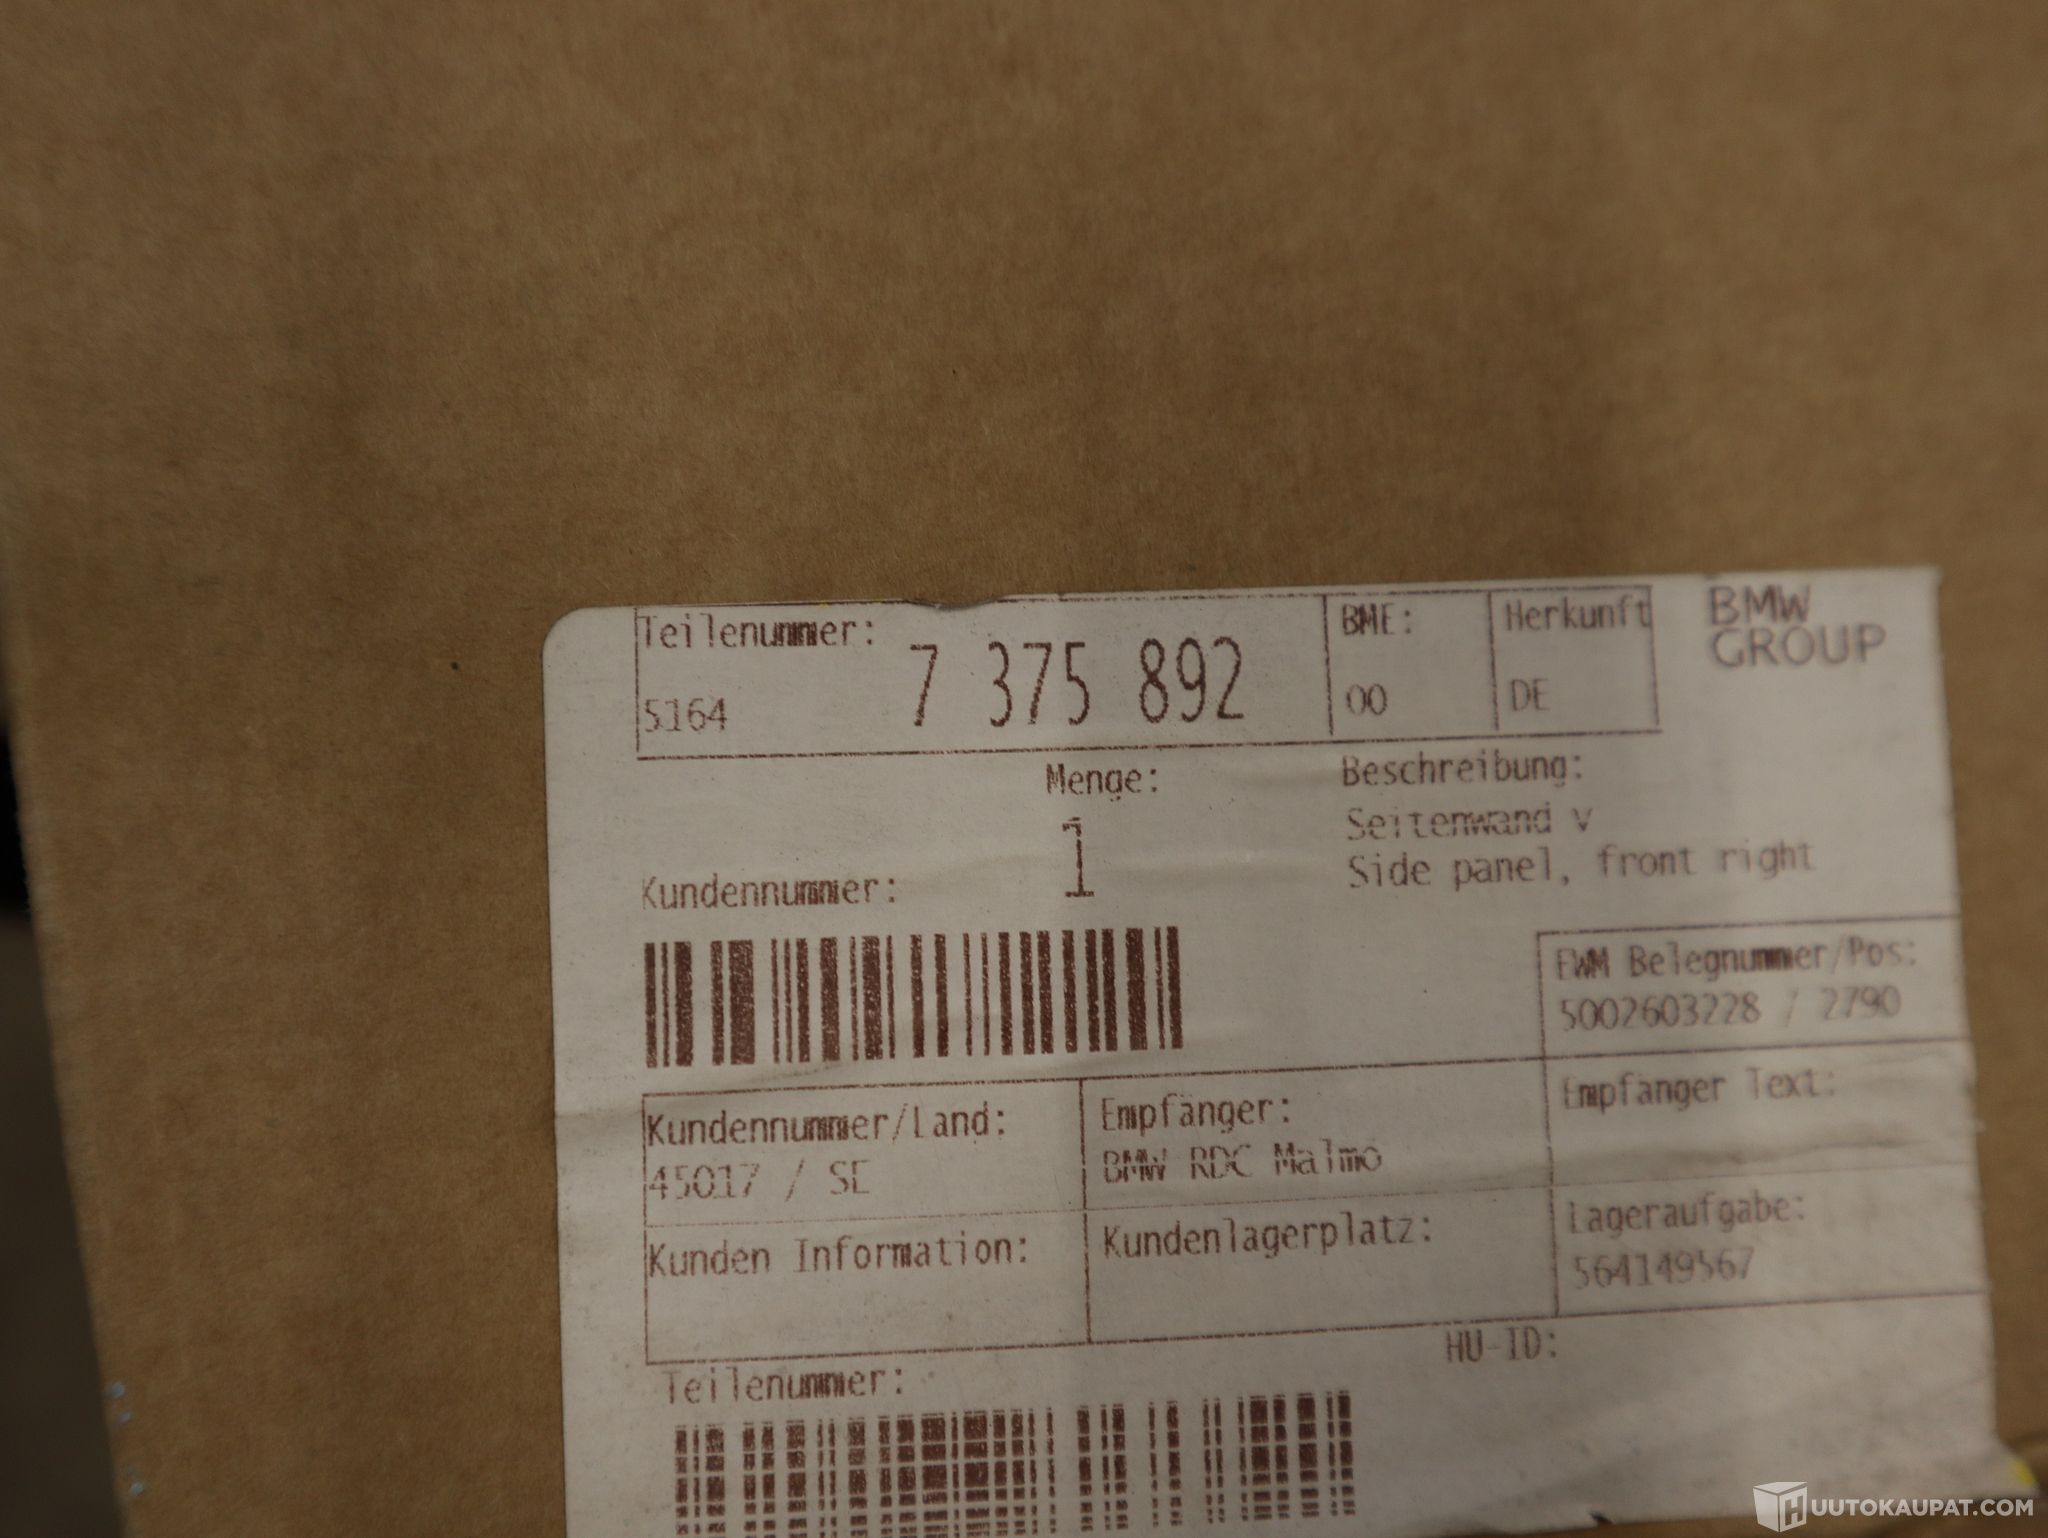 Teilenummer:
5164
7 375 892
BME:
00
Herkunft
DE
BMW
GROUP
Menge:
1
Beschreibung:
Seitenwand v
Side panel, front right
Kundennummer:
EWM Belegnummer/Pos:
5002603228 / 2790
Kundennummer/Land:
45017 / SE
Empfänger:
BMW RDC Malmö
Empfänger Text:
Kunden Information:
Kundenlagerplatz:
Lageraufgabe:
564149567
Teilenummer:
HU-ID:
HUUTOKAUPAT.COM